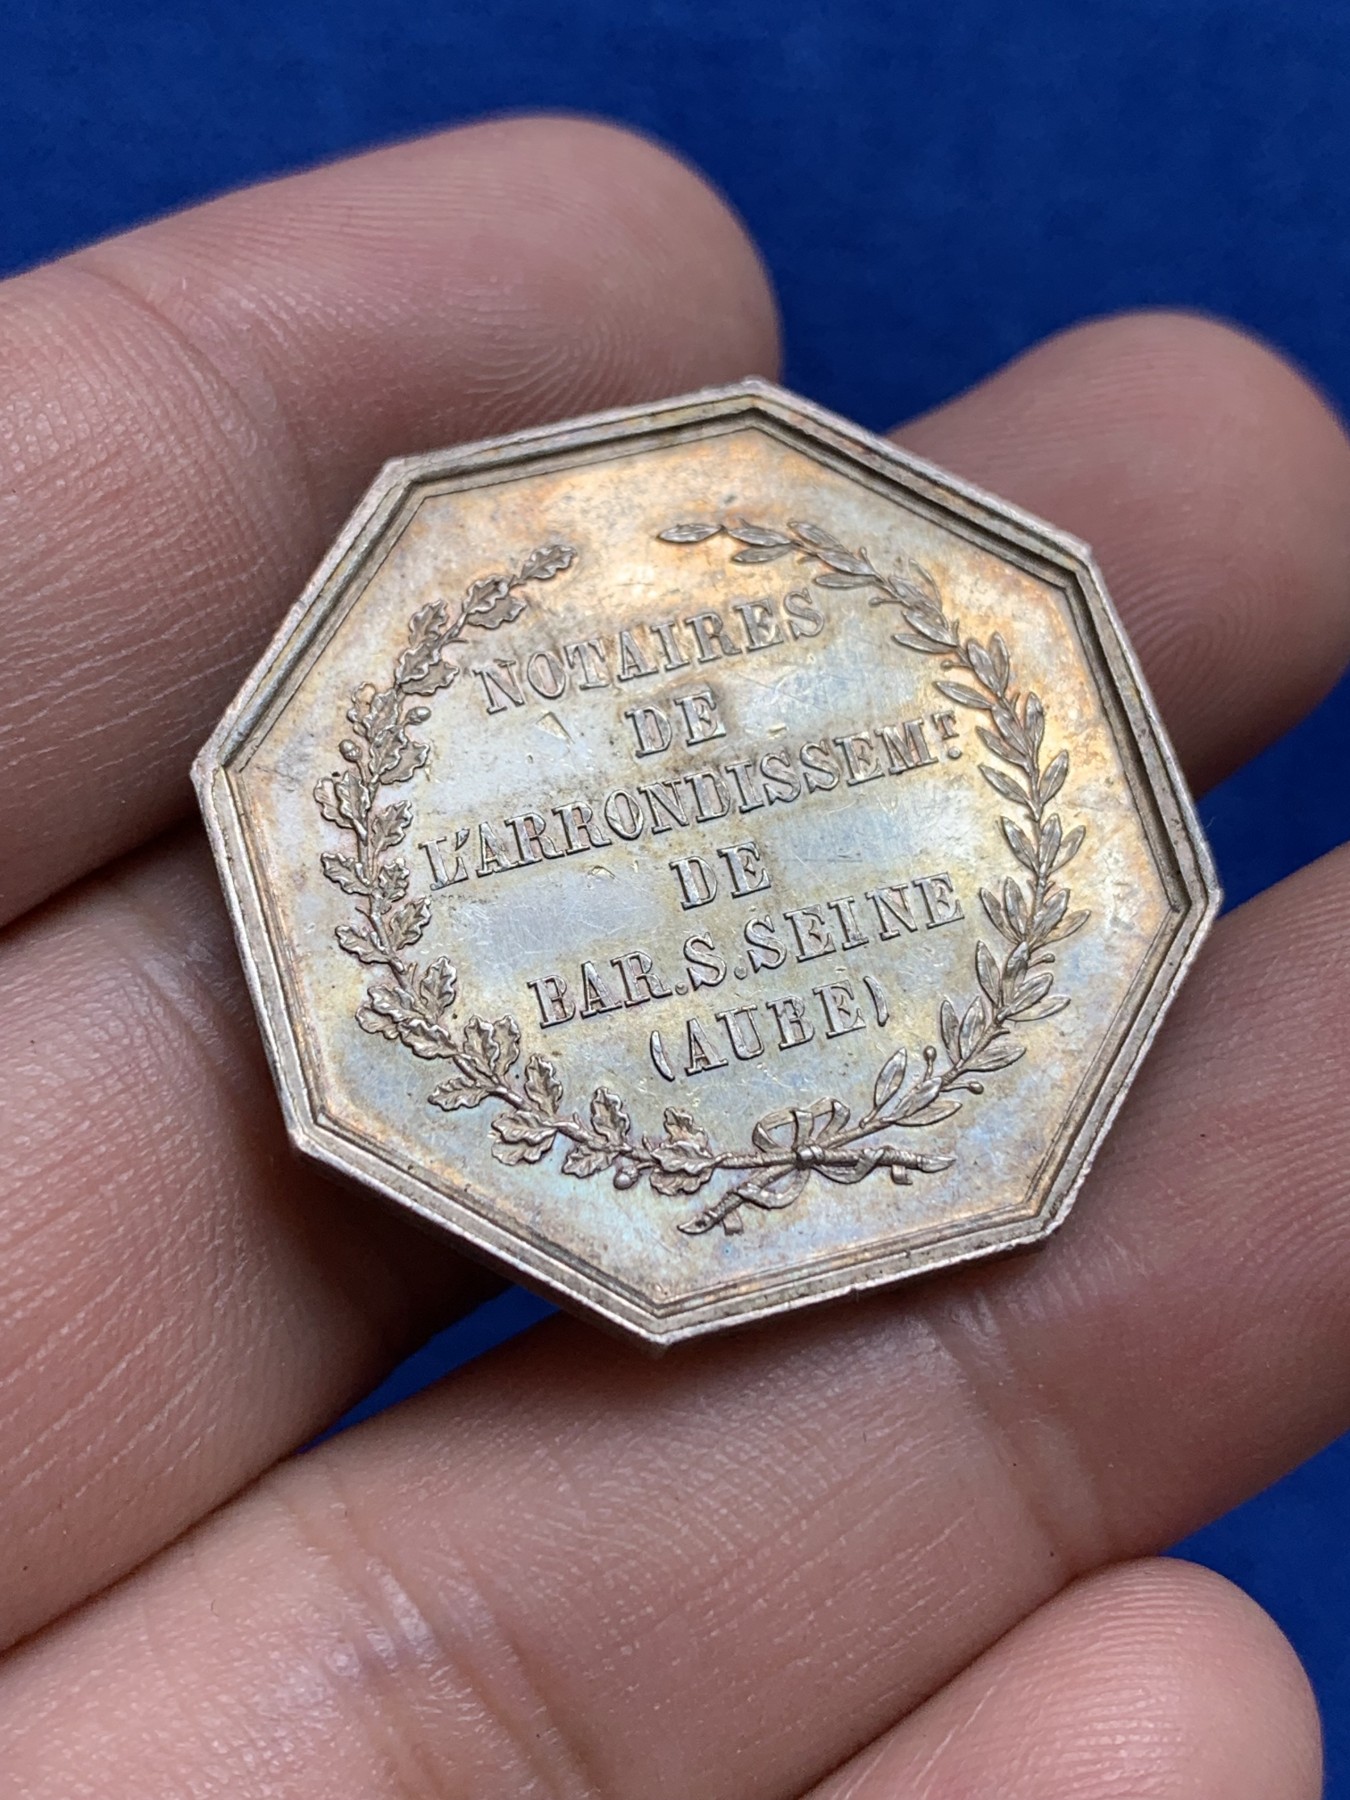 NOTAIRES
DE
L'ARRONDISSEMT.
DE
BAR.S.SEINE
(AUBE)